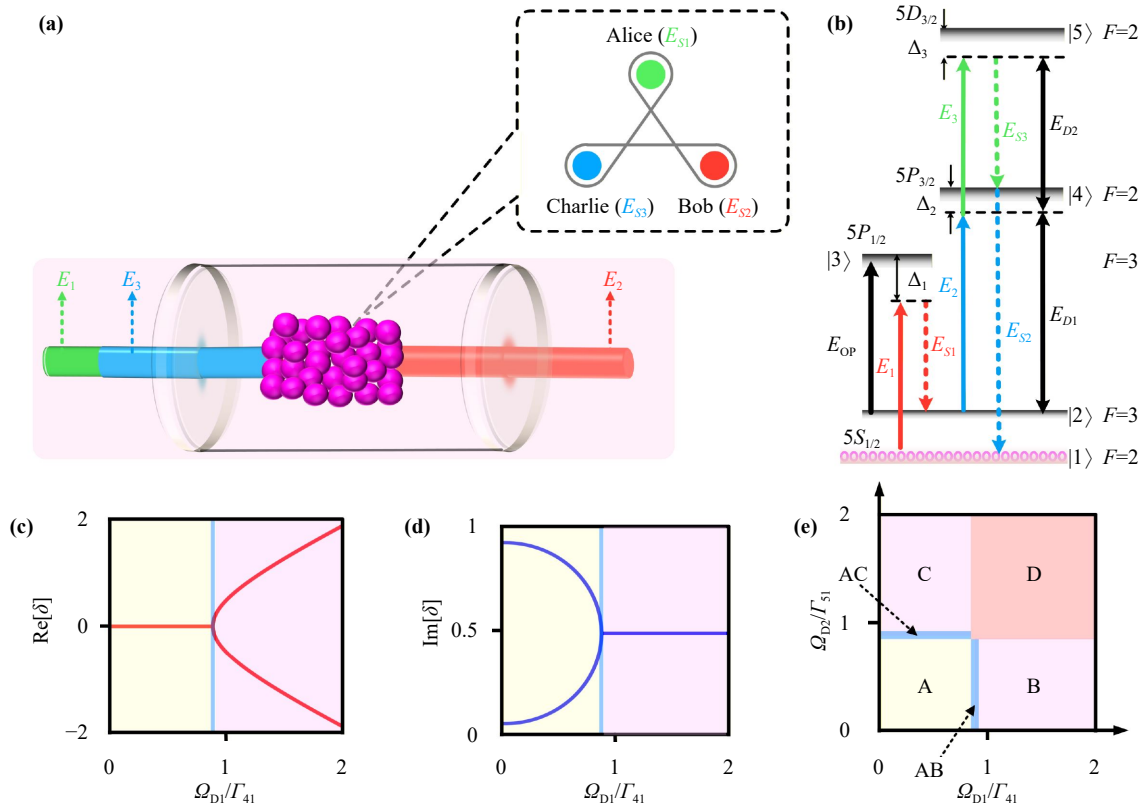 (a)
Alice (E_S1)
Charlie (E_S3) Bob (E_S2)
E_1 E_3 E_2
(b)
5D_3/2 |5⟩ F=2
Δ_3
E_3 E_S3 E_D2
5P_3/2 |4⟩ F=2
Δ_2
5P_1/2
|3⟩ F=3
Δ_1 E_2
E_OP E_1 E_S1 E_S2 E_D1
|2⟩ F=3
5S_1/2
|1⟩ F=2
(c)
2
0
−2
Re[δ]
0 1 2
Ω_D1/Γ_41
(d)
1
0.5
0
Im[δ]
0 1 2
Ω_D1/Γ_41
(e)
2
AC C D
1
Ω_D2/Γ_51
A B
0
0 1 2
AB
Ω_D1/Γ_41